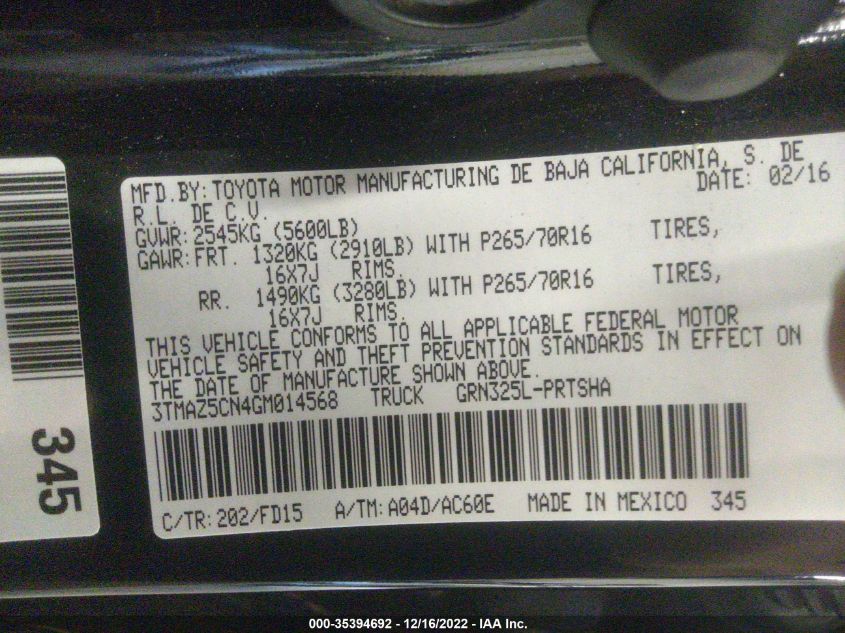 MFD.BY: TOYOTA MOTOR MANUFACTURING DE BAJA CALIFORNIA, S. DE
R.L. DE C.V. DATE: 02/16
GVWR: 2545KG (5600LB)
GAWR: FRT. 1320KG (2910LB) WITH P265/70R16 TIRES,
16X7J RIMS.
RR. 1490KG (3280LB) WITH P265/70R16 TIRES,
16X7J RIMS.
THIS VEHICLE CONFORMS TO ALL APPLICABLE FEDERAL MOTOR
VEHICLE SAFETY AND THEFT PREVENTION STANDARDS IN EFFECT ON
THE DATE OF MANUFACTURE SHOWN ABOVE.
3TMAZ5CN4GM014568 TRUCK GRN325L-PRTSHA
C/TR: 202/FD15 A/TM: A04D/AC60E MADE IN MEXICO 345
345
000-35394692 - 12/16/2022 - IAA Inc.